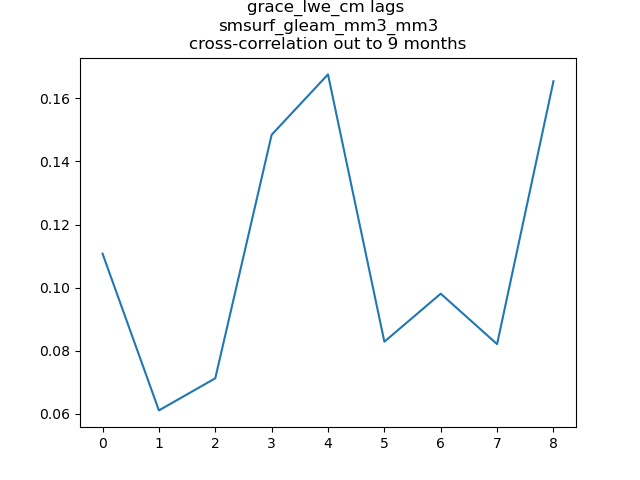 grace_lwe_cm lags
smsurf_gleam_mm3_mm3
cross-correlation out to 9 months
0.16
0.14
0.12
0.10
0.08
0.06
0 1 2 3 4 5 6 7 8